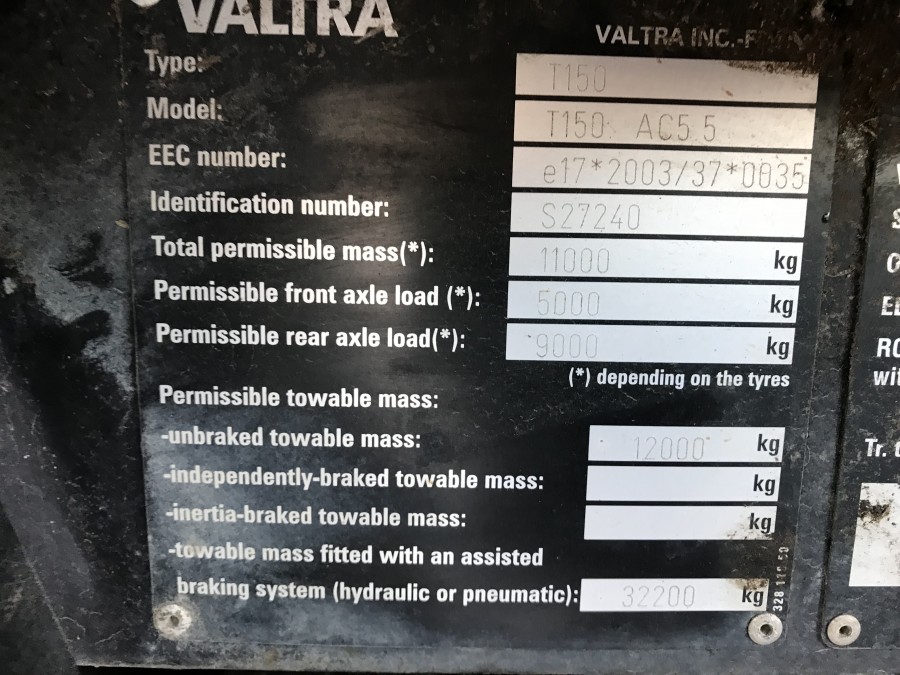 VALTRA
VALTRA INC.-F
Type: T150
Model: T150 AC5.5
EEC number: e17*2003/37*0035
Identification number: S27240
Total permissible mass(*): 11000 kg
Permissible front axle load (*): 5000 kg
Permissible rear axle load(*): 9000 kg
(*) depending on the tyres
Permissible towable mass:
-unbraked towable mass: 12000 kg
-independently-braked towable mass: kg
-inertia-braked towable mass: kg
-towable mass fitted with an assisted
braking system (hydraulic or pneumatic): 32200 kg
Tr.